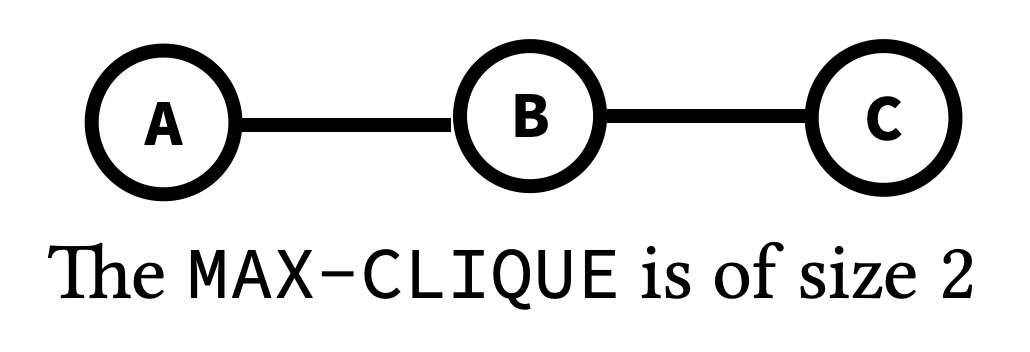 A B C
The MAX-CLIQUE is of size 2